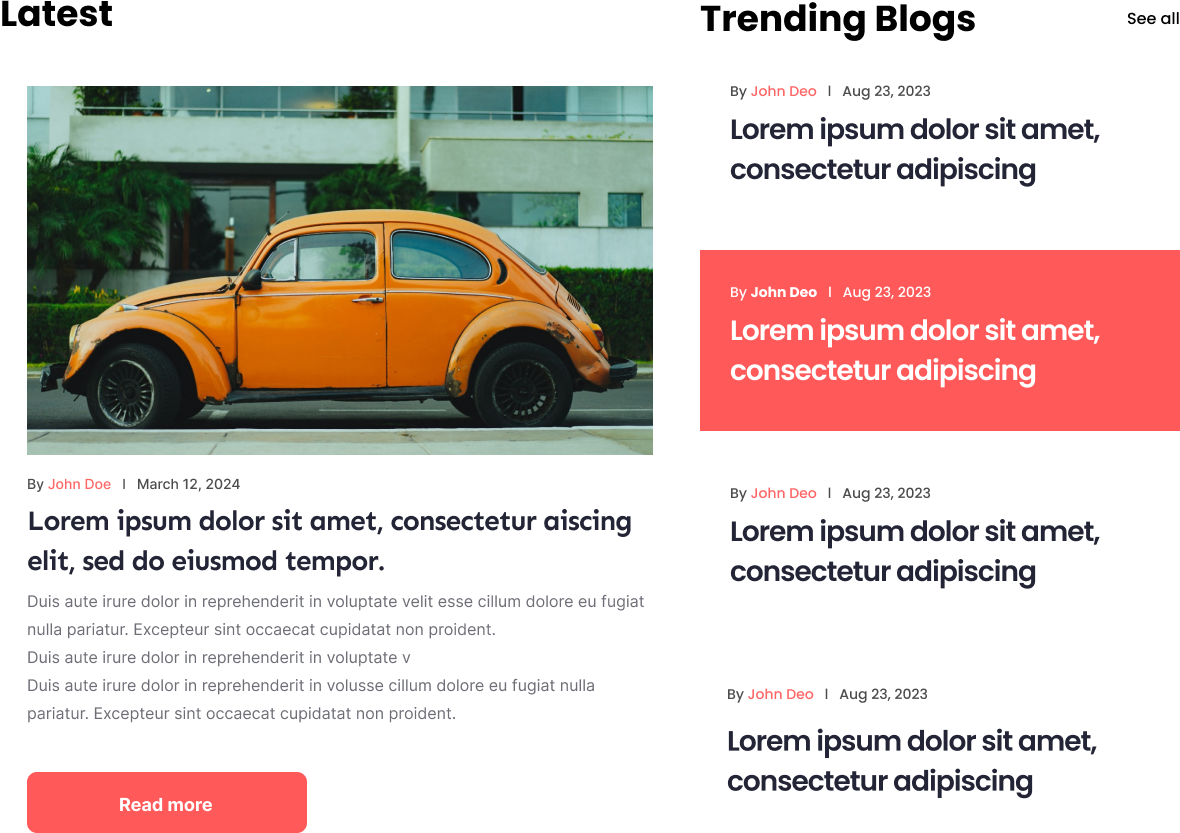 Latest
By John Doe | March 12, 2024
Lorem ipsum dolor sit amet, consectetur aiscing
elit, sed do eiusmod tempor.
Duis aute irure dolor in reprehenderit in voluptate velit esse cillum dolore eu fugiat
nulla pariatur. Excepteur sint occaecat cupidatat non proident.
Duis aute irure dolor in reprehenderit in voluptate v
Duis aute irure dolor in reprehenderit in volusse cillum dolore eu fugiat nulla
pariatur. Excepteur sint occaecat cupidatat non proident.
Read more
Trending Blogs
See all
By John Deo | Aug 23, 2023
Lorem ipsum dolor sit amet,
consectetur adipiscing
By John Deo | Aug 23, 2023
Lorem ipsum dolor sit amet,
consectetur adipiscing
By John Deo | Aug 23, 2023
Lorem ipsum dolor sit amet,
consectetur adipiscing
By John Deo | Aug 23, 2023
Lorem ipsum dolor sit amet,
consectetur adipiscing